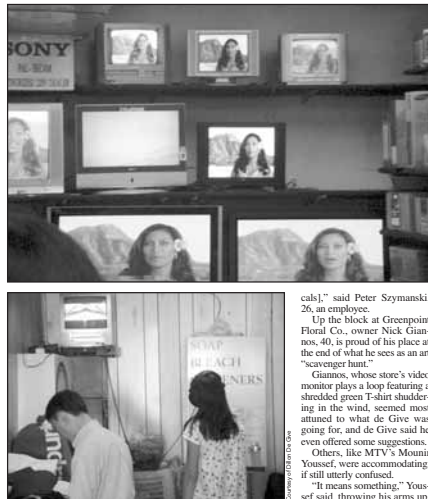 SONY
SOAP
BLEACH
ENERS
Courtesy of Dillon De Give
cals],” said Peter Szymanski,
26, an employee.
Up the block at Greenpoint
Floral Co., owner Nick Gian-
nos, 40, is proud of his place at
the end of what he sees as an art
“scavenger hunt.”
Giannos, whose store’s video
monitor plays a loop featuring a
shredded green T-shirt shudder-
ing in the wind, seemed most
attuned to what de Give was
going for, and de Give said he
even offered some suggestions.
Others, like MTV’s Mounir
Youssef, were accommodating,
if still utterly confused.
“It means something,” Yous-
sef said, throwing his arms up